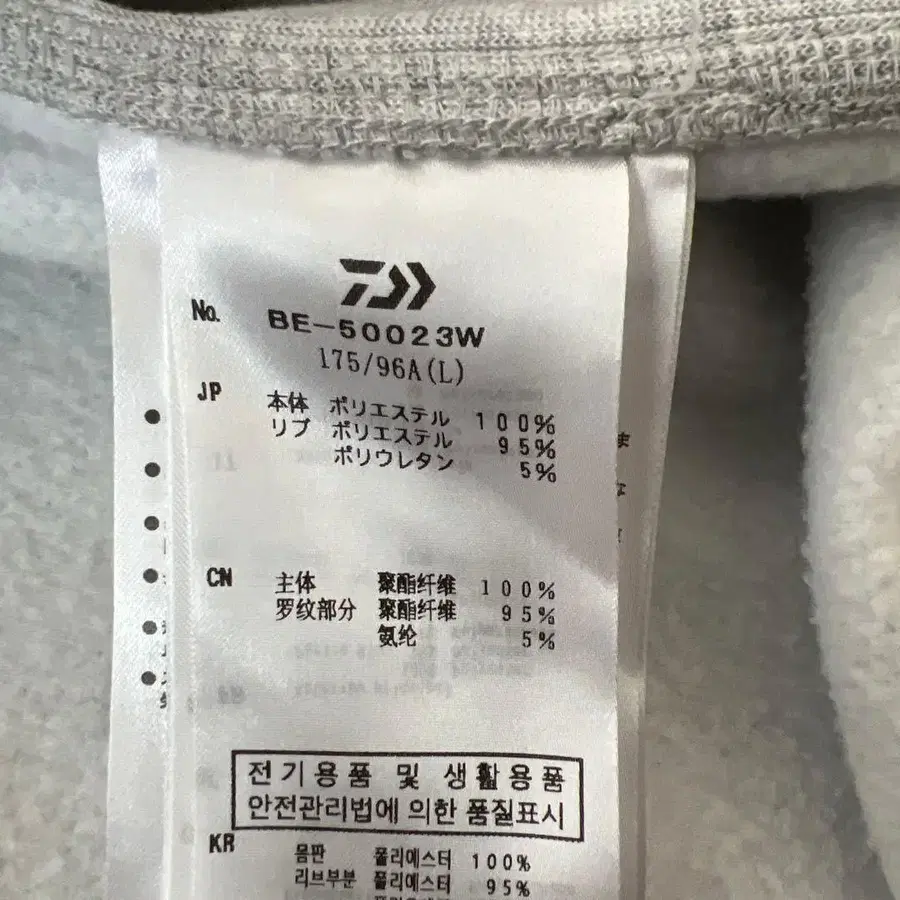 No. BE-50023W
175/96A(L)
JP 本体 ポリエステル 100%
リブ ポリエステル 95%
ポリウレタン 5%
CN 主体 聚酯纤维 100%
罗纹部分 聚酯纤维 95%
氨纶 5%
전기용품 및 생활용품
안전관리법에 의한 품질표시
KR 몸판 폴리에스터 100%
리브부분 폴리에스터 95%